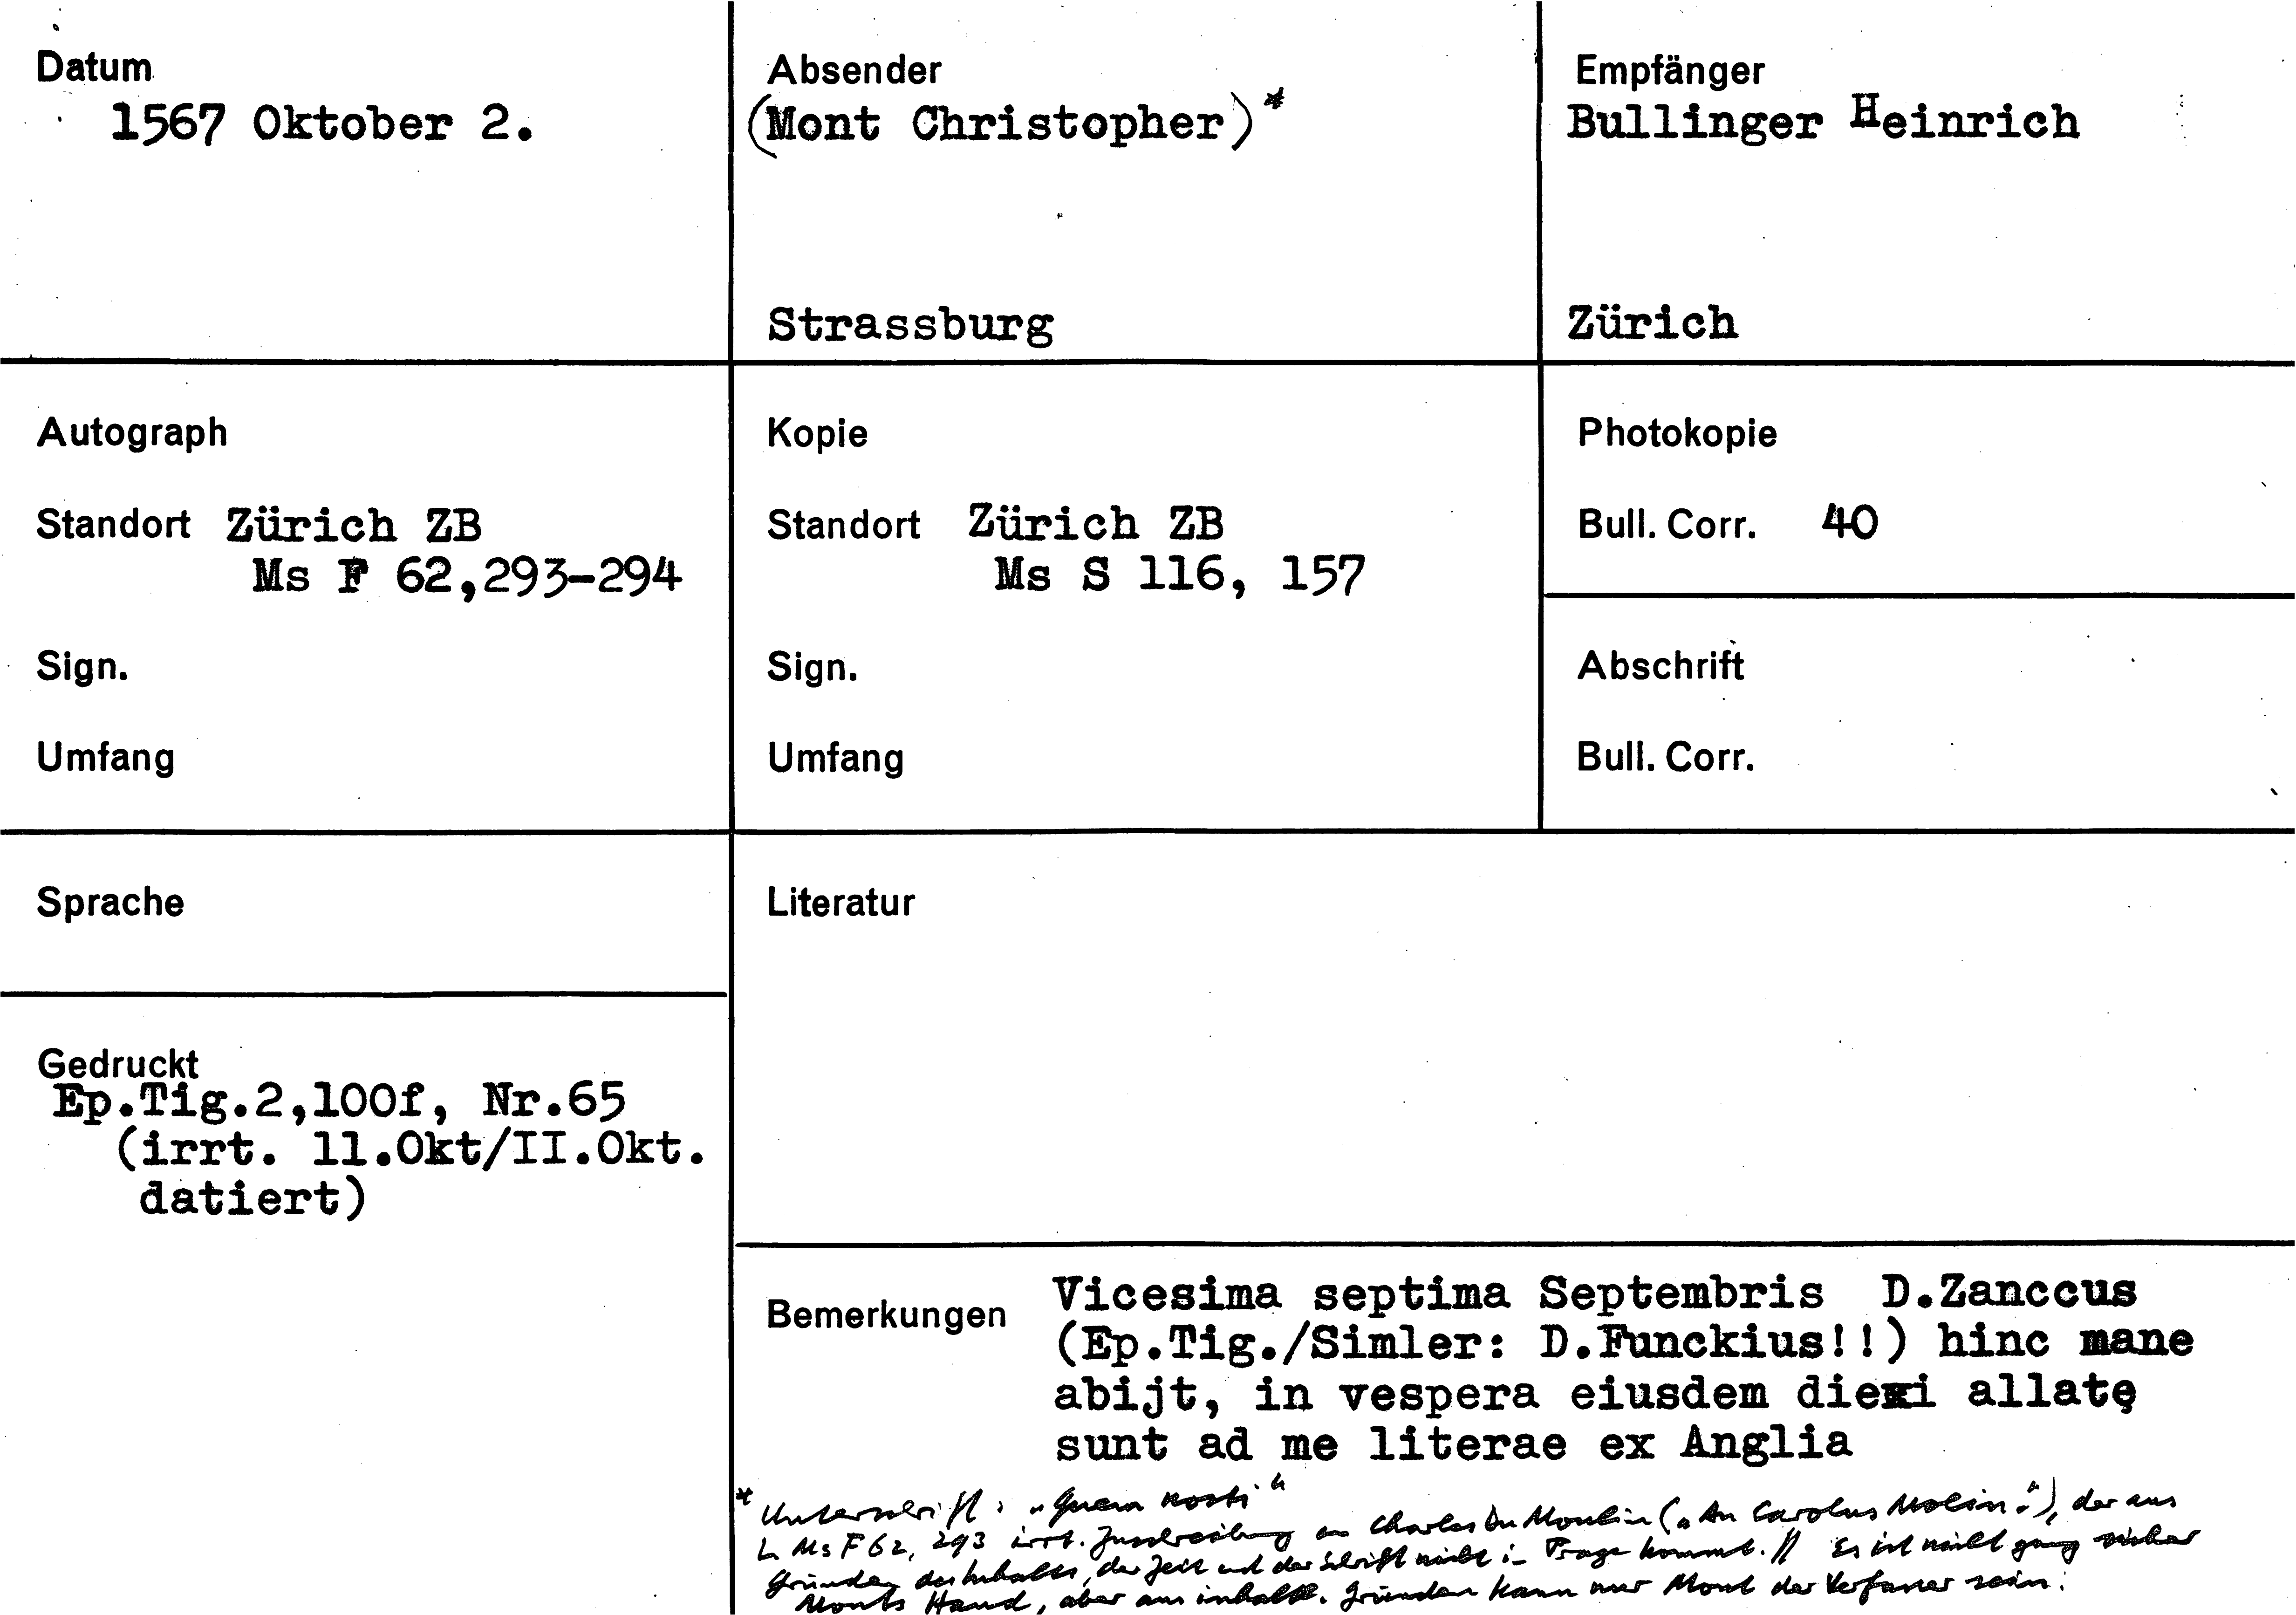 Datum
1567 Oktober 2.
Absender
(Mont Christopher)*
Strassburg
Empfänger
Bullinger Heinrich
Zürich
Autograph
Standort Zürich ZB
Ms F 62,293-294
Sign.
Umfang
Kopie
Standort Zürich ZB
Ms S 116, 157
Sign.
Umfang
Photokopie
Bull. Corr. 40
Abschrift
Bull. Corr.
Sprache
Gedruckt
Ep.Tig.2,100f, Nr.65
(irrt. 11.Okt/II.Okt.
datiert)
Literatur
Bemerkungen
Vicesima septima Septembris D.Zanccus
(Ep.Tig./Simler: D.Funckius!!) hinc mane
abijt, in vespera eiusdem diei allatę
sunt ad me literae ex Anglia
* Unterschrift: „Quem nosti"
Ms F 62, 293 irrt. Zuschreibung an Charles Du Moulin („An Carolus Molin.?"), der aus
Gründen des Inhalts, der Zeit und der Schrift nicht in Frage kommt. // Es ist nicht ganz sicher
Monts Hand, aber aus inhaltl. Gründen kann nur Mont der Verfasser sein.